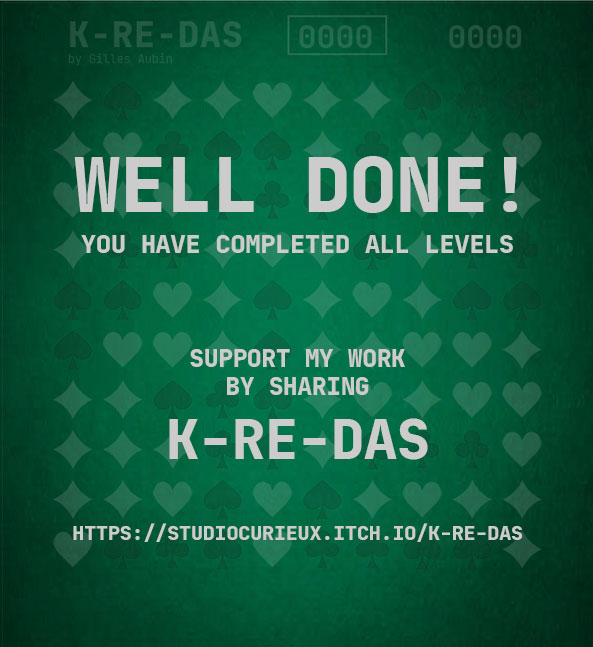 K-RE-DAS 0000 0000
by Gilles Aubin
WELL DONE!
YOU HAVE COMPLETED ALL LEVELS
SUPPORT MY WORK
BY SHARING
K-RE-DAS
HTTPS://STUDIOCURIEUX.ITCH.IO/K-RE-DAS